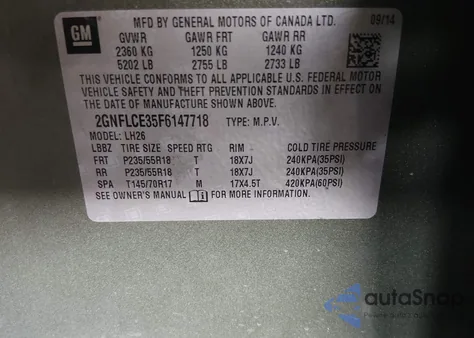 GM
MFD BY GENERAL MOTORS OF CANADA LTD. 09/14
GVWR GAWR FRT GAWR RR
2360 KG 1250 KG 1240 KG
5202 LB 2755 LB 2733 LB
THIS VEHICLE CONFORMS TO ALL APPLICABLE U.S. FEDERAL MOTOR
VEHICLE SAFETY AND THEFT PREVENTION STANDARDS IN EFFECT ON
THE DATE OF MANUFACTURE SHOWN ABOVE.
2GNFLCE35F6147718 TYPE: M.P.V.
MODEL: LH26
LBBZ TIRE SIZE SPEED RTG RIM COLD TIRE PRESSURE
FRT P235/55R18 T 18X7J 240KPA(35PSI)
RR P235/55R18 T 18X7J 240KPA(35PSI)
SPA T145/70R17 M 17X4.5T 420KPA(60PSI)
SEE OWNER'S MANUAL FOR MORE INFORMATION.
autoSnap